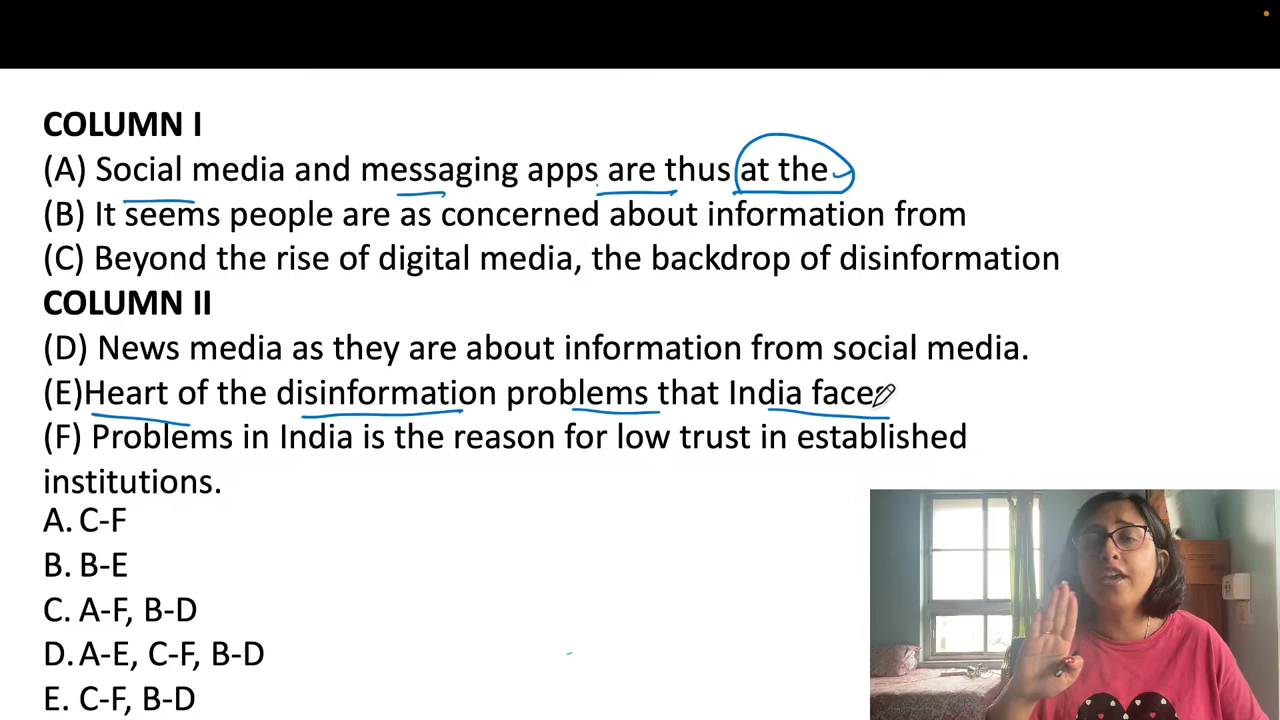 COLUMN I
(A) Social media and messaging apps are thus at the
(B) It seems people are as concerned about information from
(C) Beyond the rise of digital media, the backdrop of disinformation
COLUMN II
(D) News media as they are about information from social media.
(E)Heart of the disinformation problems that India faces
(F) Problems in India is the reason for low trust in established
institutions.
A. C-F
B. B-E
C. A-F, B-D
D. A-E, C-F, B-D
E. C-F, B-D